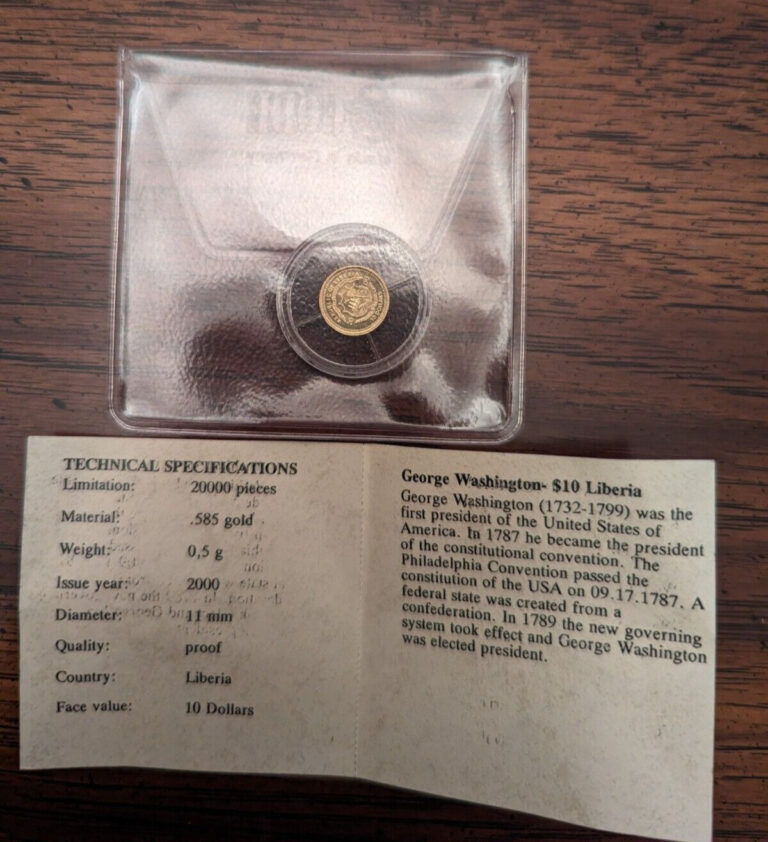 TECHNICAL SPECIFICATIONS
Limitation: 20000 pieces
Material: .585 gold
Weight: 0,5 g
Issue year: 2000
Diameter: 11 mm
Quality: proof
Country: Liberia
Face value: 10 Dollars
George Washington- $10 Liberia
George Washington (1732-1799) was the
first president of the United States of
America. In 1787 he became the president
of the constitutional convention. The
Philadelphia Convention passed the
constitution of the USA on 09.17.1787. A
federal state was created from a
confederation. In 1789 the new governing
system took effect and George Washington
was elected president.